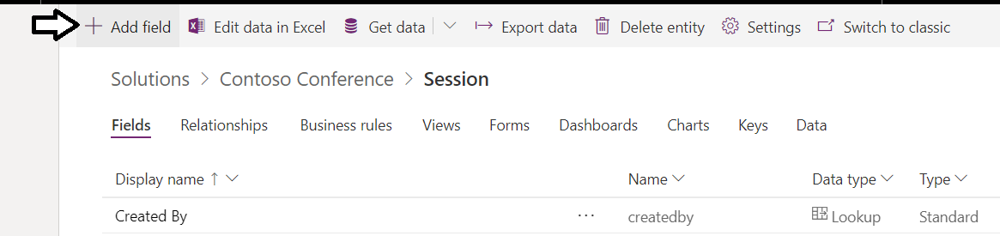 Add field Edit data in Excel Get data Export data Delete entity Settings Switch to classic
Solutions > Contoso Conference > Session
Fields Relationships Business rules Views Forms Dashboards Charts Keys Data
Display name ↑ Name Data type Type
Created By ··· createdby Lookup Standard